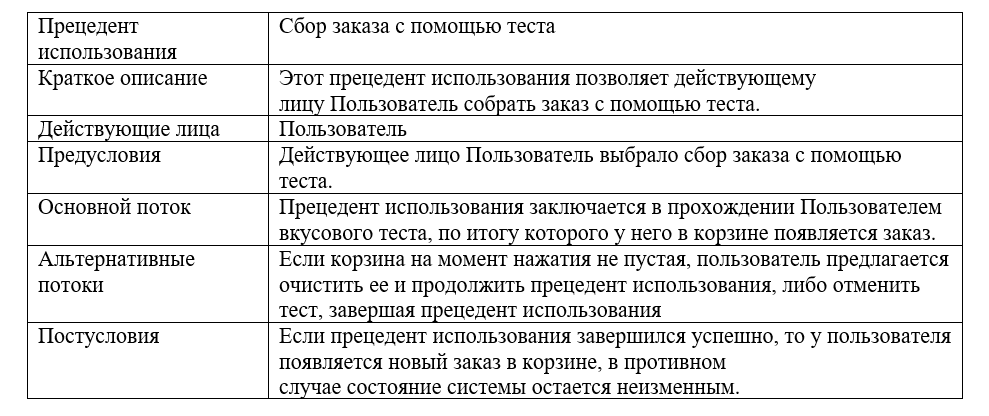 Прецедент
использования
Сбор заказа с помощью теста
Краткое описание
Этот прецедент использования позволяет действующему
лицу Пользователь собрать заказ с помощью теста.
Действующие лица
Пользователь
Предусловия
Действующее лицо Пользователь выбрало сбор заказа с помощью
теста.
Основной поток
Прецедент использования заключается в прохождении Пользователем
вкусового теста, по итогу которого у него в корзине появляется заказ.
Альтернативные
потоки
Если корзина на момент нажатия не пустая, пользователь предлагается
очистить ее и продолжить прецедент использования, либо отменить
тест, завершая прецедент использования
Постусловия
Если прецедент использования завершился успешно, то у пользователя
появляется новый заказ в корзине, в противном
случае состояние системы остается неизменным.